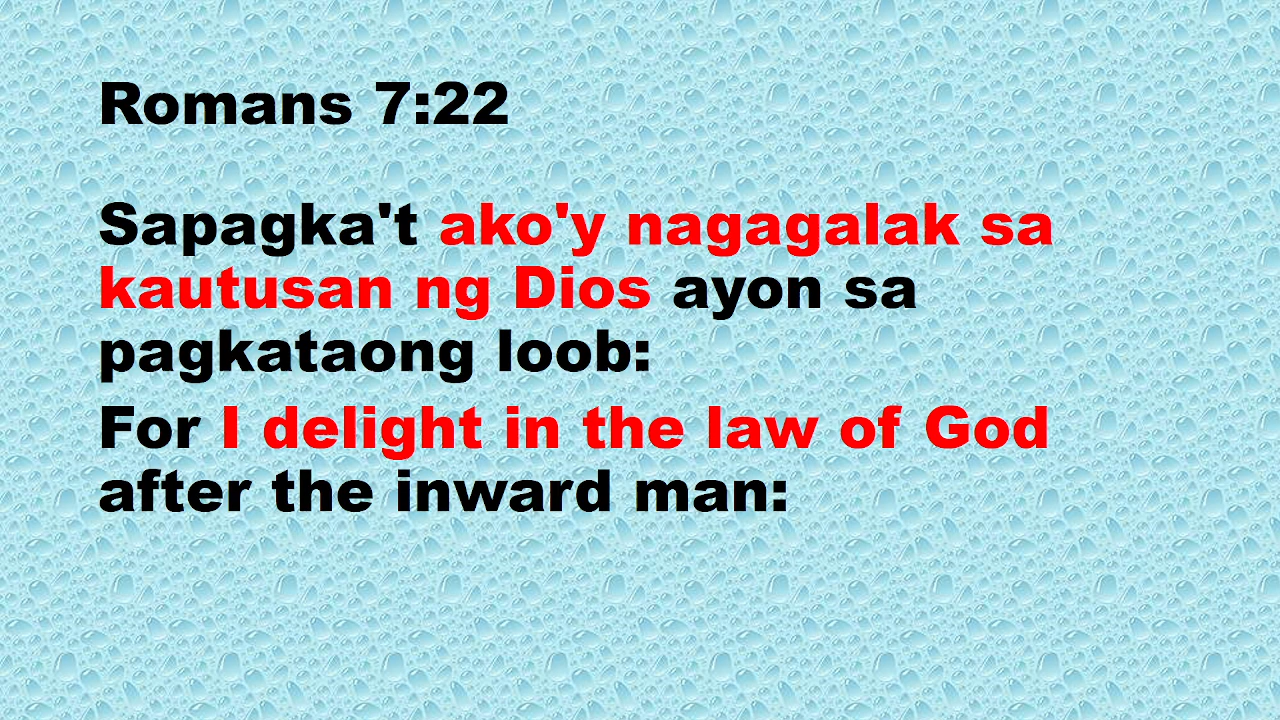 Romans 7:22
Sapagka't ako'y nagagalak sa
kautusan ng Dios ayon sa
pagkataong loob:
For I delight in the law of God
after the inward man: